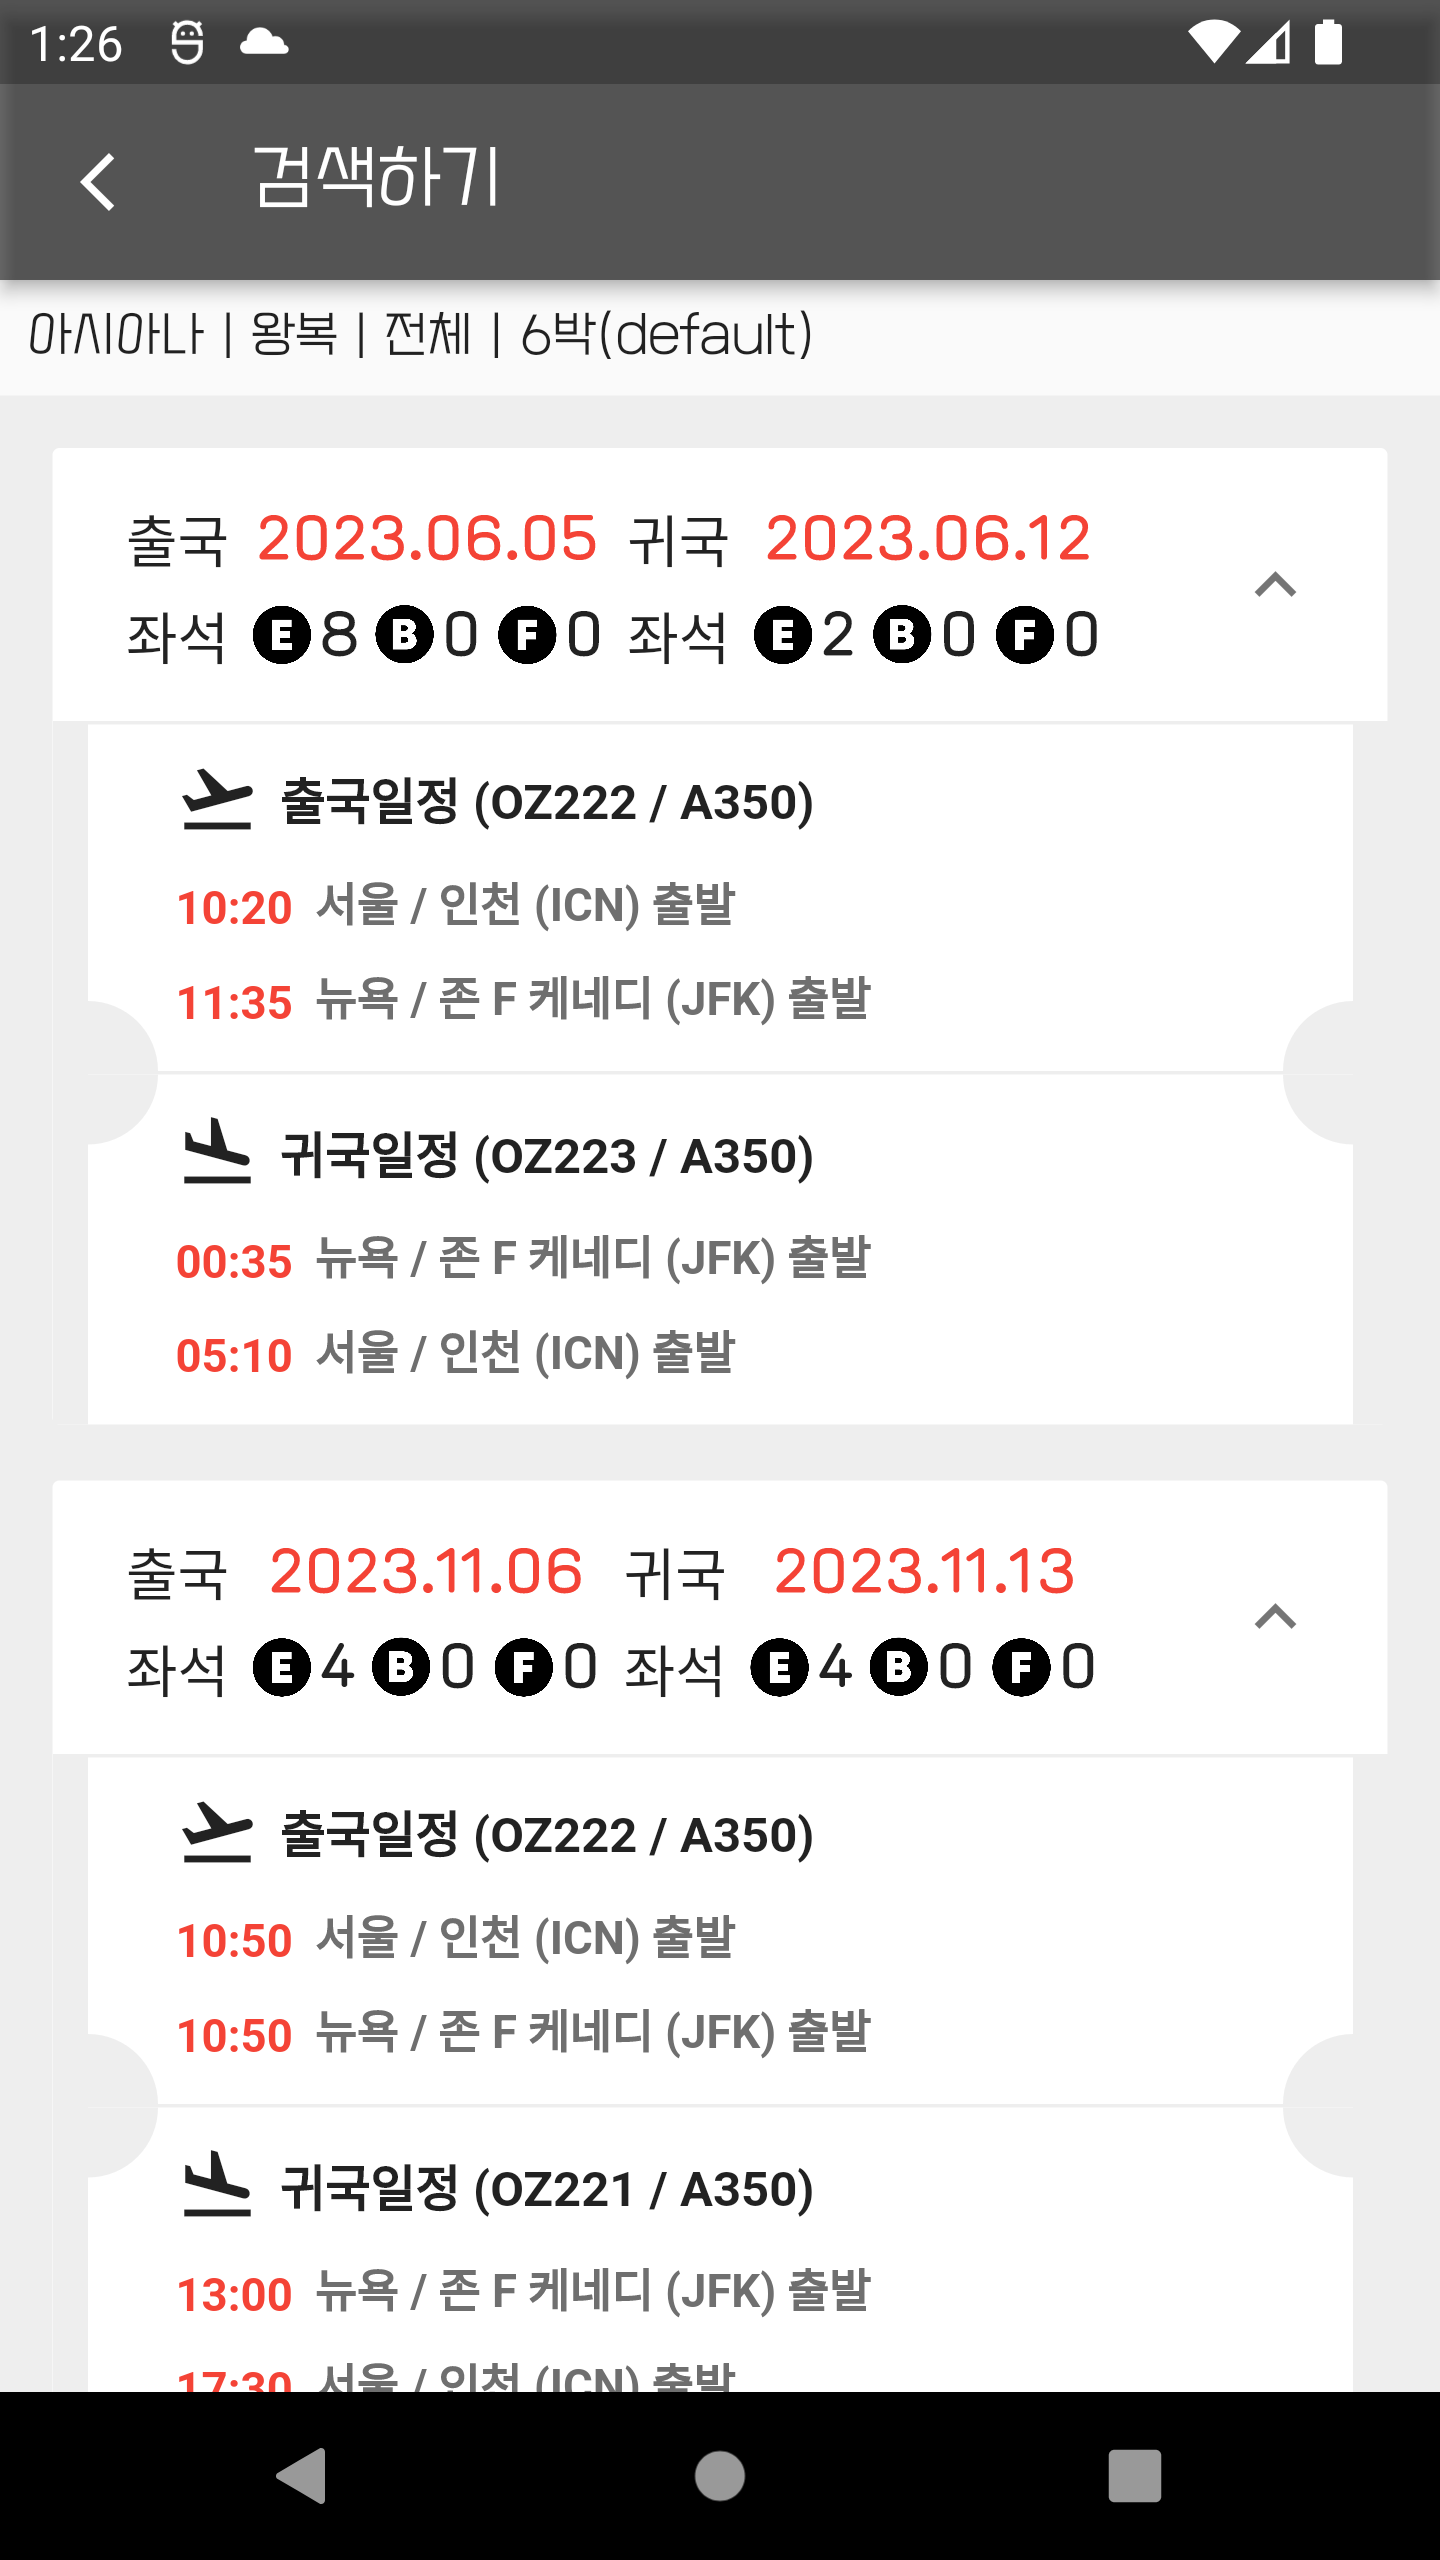 1:26
검색하기
아시아나 | 왕복 | 전체 | 6박(default)
출국 2023.06.05 귀국 2023.06.12
좌석 E 8 B 0 F 0 좌석 E 2 B 0 F 0
출국일정 (OZ222 / A350)
10:20 서울 / 인천 (ICN) 출발
11:35 뉴욕 / 존 F 케네디 (JFK) 출발
귀국일정 (OZ223 / A350)
00:35 뉴욕 / 존 F 케네디 (JFK) 출발
05:10 서울 / 인천 (ICN) 출발
출국 2023.11.06 귀국 2023.11.13
좌석 E 4 B 0 F 0 좌석 E 4 B 0 F 0
출국일정 (OZ222 / A350)
10:50 서울 / 인천 (ICN) 출발
10:50 뉴욕 / 존 F 케네디 (JFK) 출발
귀국일정 (OZ221 / A350)
13:00 뉴욕 / 존 F 케네디 (JFK) 출발
17:30 서울 / 인천 (ICN) 출발